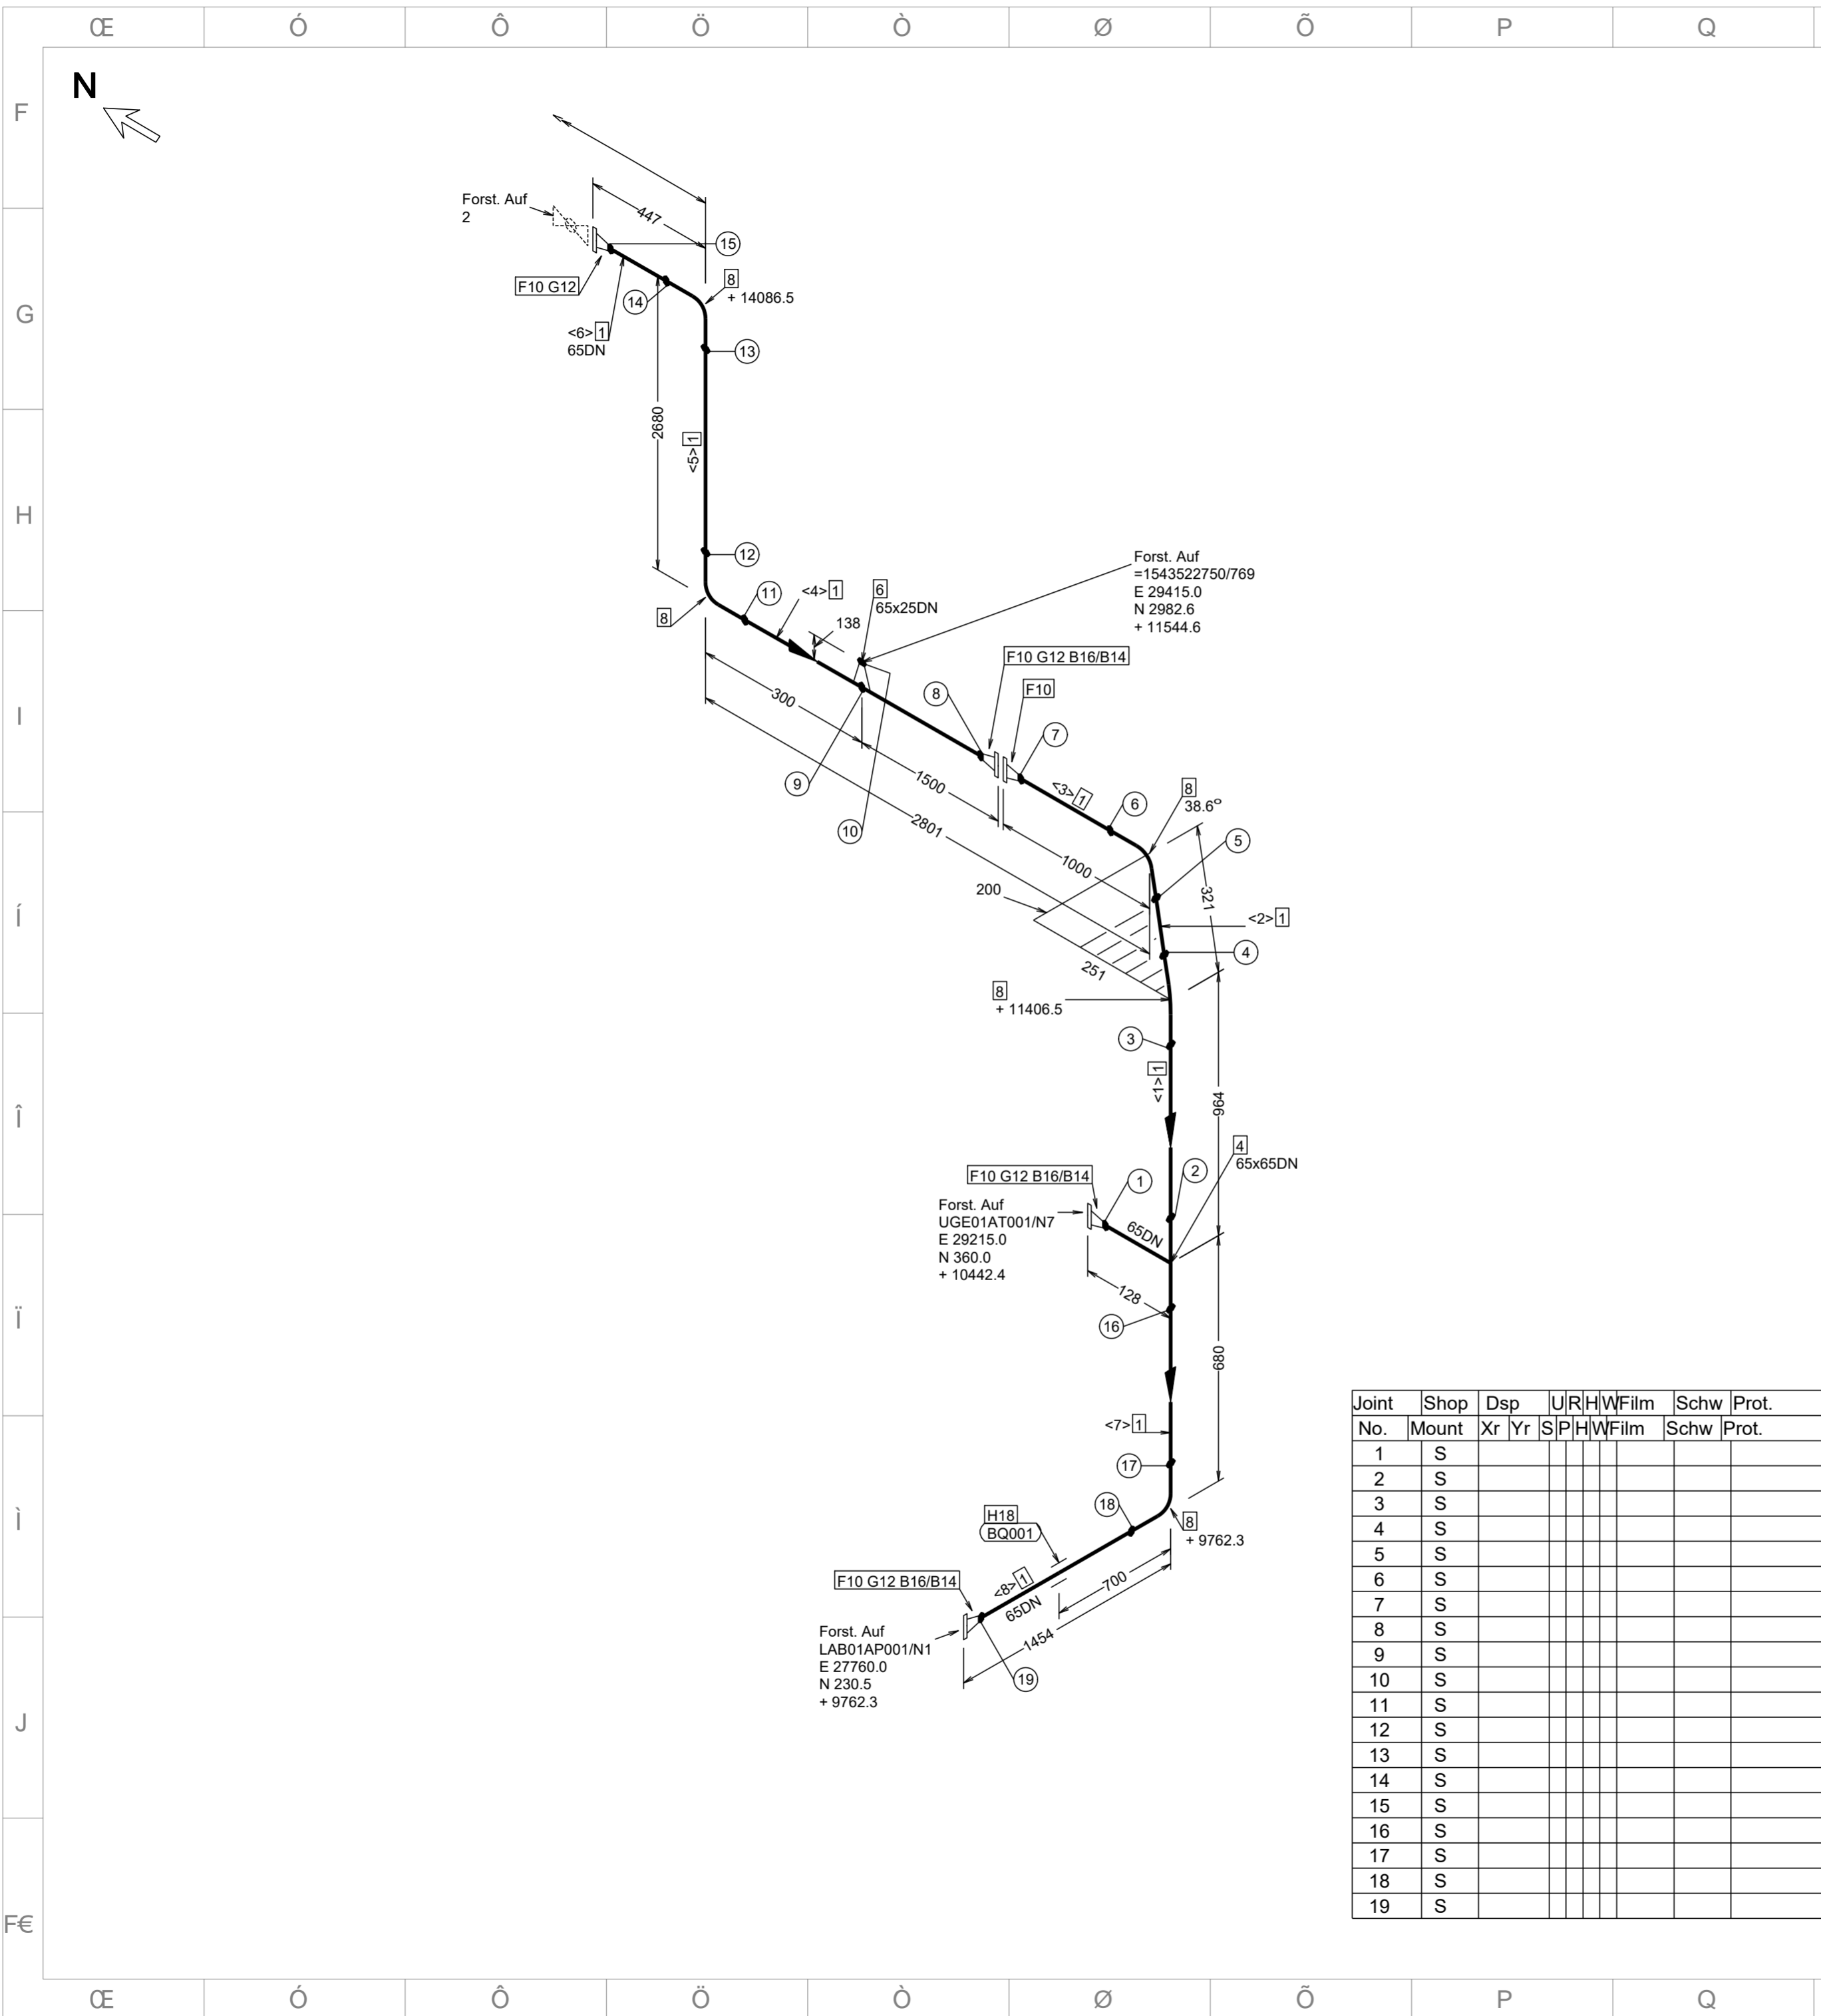 Œ Ó Ô Ö Ò Ø Õ P Q
N
F
Forst. Auf
2
447
15
F10 G12
8
+ 14086.5
14
G
<6> 1
65DN
13
2680
<5> 1
H
12
Forst. Auf
=1543522750/769
E 29415.0
N 2982.6
+ 11544.6
11
<4> 1
6
65x25DN
8
138
F10 G12 B16/B14
F10
I
300
8
7
9
1500
<3> 1
6
8
38.6º
10
2801
5
1000
200
321
Í
<2> 1
4
251
8
+ 11406.5
3
<1> 1
Î
964
4
65x65DN
F10 G12 B16/B14
1
2
Forst. Auf
UGE01AT001/N7
E 29215.0
N 360.0
+ 10442.4
65DN
128
Ï
16
680
<7> 1
17
18
H18
(BQ001)
8
+ 9762.3
Ì
F10 G12 B16/B14
<8> 1
65DN
700
1454
Forst. Auf
LAB01AP001/N1
E 27760.0
N 230.5
+ 9762.3
19
J
Joint Shop Dsp U R H W Film Schw Prot.
No. Mount Xr Yr S P H W Film Schw Prot.
1 S
2 S
3 S
4 S
5 S
6 S
7 S
8 S
9 S
10 S
11 S
12 S
13 S
14 S
15 S
16 S
17 S
18 S
19 S
F€
Œ Ó Ô Ö Ò Ø Õ P Q